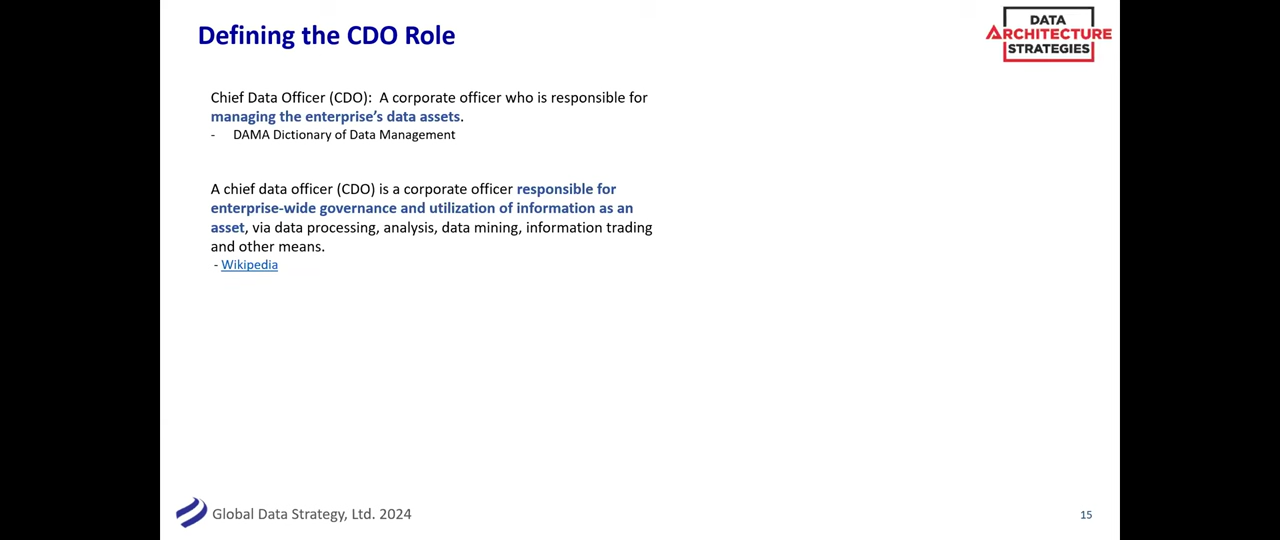 Defining the CDO Role
DATA
ARCHITECTURE
STRATEGIES
Chief Data Officer (CDO):  A corporate officer who is responsible for
managing the enterprise’s data assets.
-    DAMA Dictionary of Data Management
A chief data officer (CDO) is a corporate officer responsible for
enterprise-wide governance and utilization of information as an
asset, via data processing, analysis, data mining, information trading
and other means.
- Wikipedia
Global Data Strategy, Ltd. 2024
15